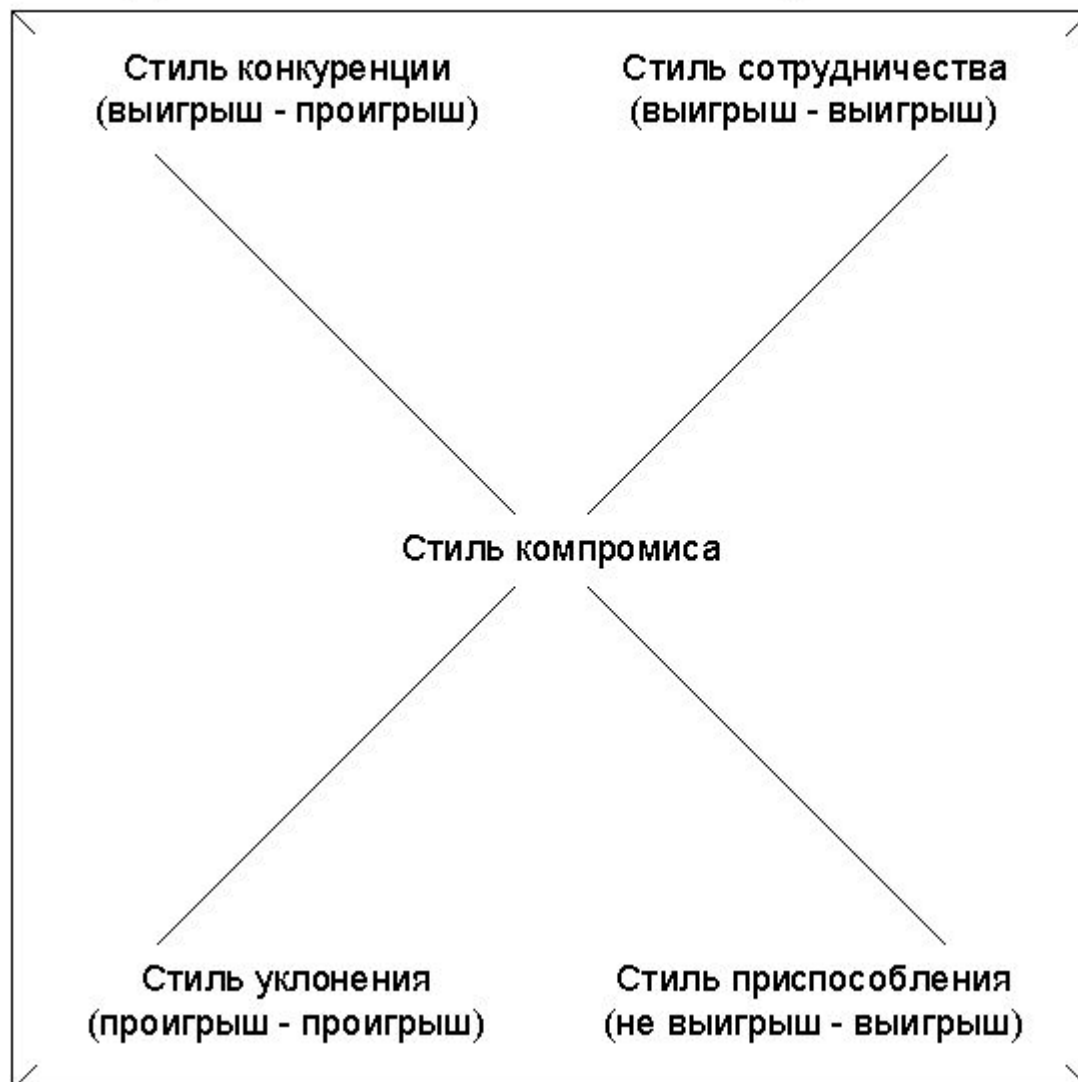 Стиль конкуренции
(выигрыш - проигрыш)
Стиль сотрудничества
(выигрыш - выигрыш)
Стиль компромиса
Стиль уклонения
(проигрыш - проигрыш)
Стиль приспособления
(не выигрыш - выигрыш)